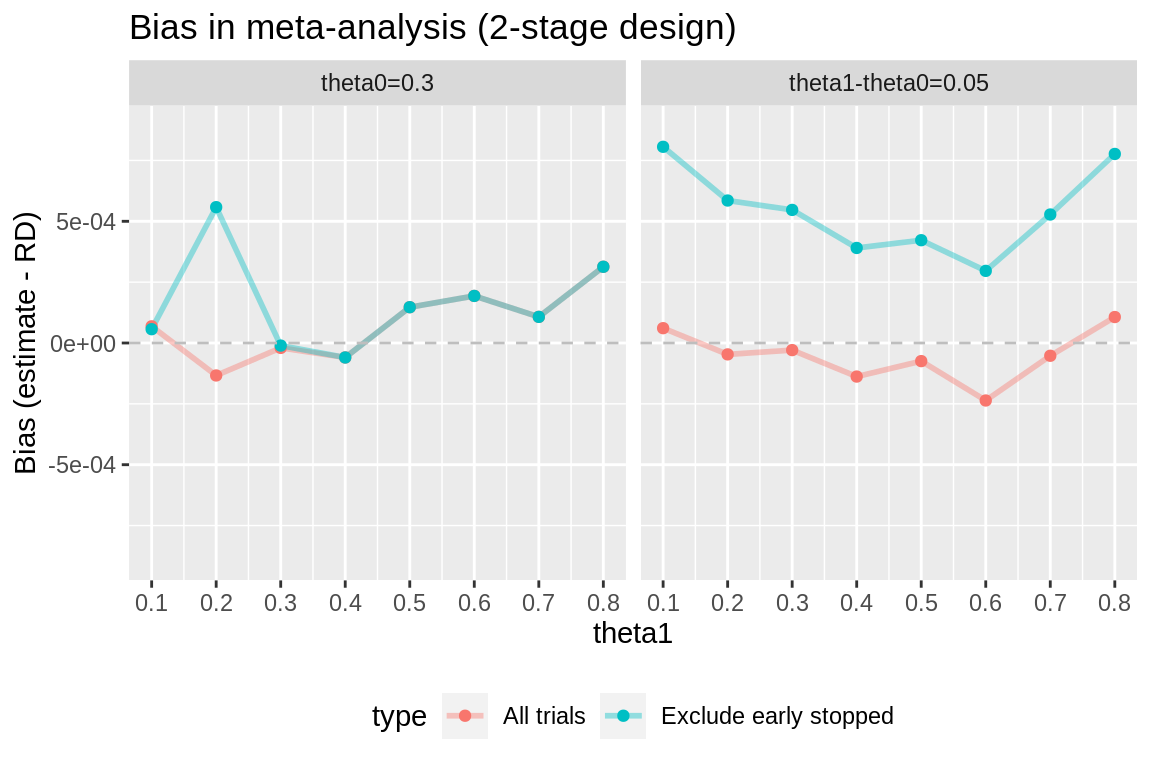 Bias in meta-analysis (2-stage design)
theta0=0.3
theta1-theta0=0.05
Bias (estimate - RD)
5e-04
0e+00
-5e-04
0.1 0.2 0.3 0.4 0.5 0.6 0.7 0.8
0.1 0.2 0.3 0.4 0.5 0.6 0.7 0.8
theta1
type All trials Exclude early stopped